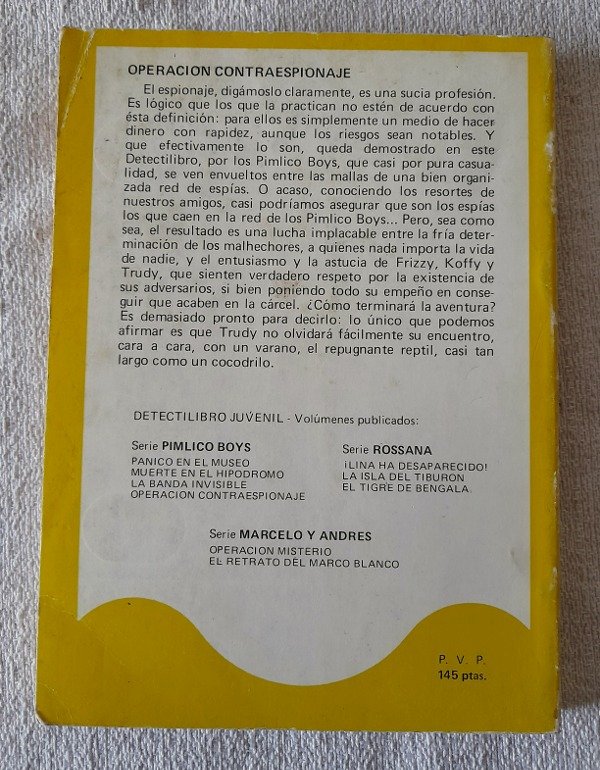 OPERACION CONTRAESPIONAJE
El espionaje, digámoslo claramente, es una sucia profesión.
Es lógico que los que la practican no estén de acuerdo con
ésta definición: para ellos es simplemente un medio de hacer
dinero con rapidez, aunque los riesgos sean notables. Y
que efectivamente lo son, queda demostrado en este
Detectilibro, por los Pimlico Boys, que casi por pura casua-
lidad, se ven envueltos entre las mallas de una bien organi-
zada red de espías. O acaso, conociendo los resortes de
nuestros amigos, casi podríamos asegurar que son los espías
los que caen en la red de los Pimlico Boys... Pero, sea como
sea, el resultado es una lucha implacable entre la fría deter-
minación de los malhechores, a quienes nada importa la vida
de nadie, y el entusiasmo y la astucia de Frizzy, Koffy y
Trudy, que sienten verdadero respeto por la existencia de
sus adversarios, si bien poniendo todo su empeño en conse-
guir que acaben en la cárcel. ¿Cómo terminará la aventura?
Es demasiado pronto para decirlo: lo único que podemos
afirmar es que Trudy no olvidará fácilmente su encuentro,
cara a cara, con un varano, el repugnante reptil, casi tan
largo como un cocodrilo.
DETECTILIBRO JUVENIL - Volúmenes publicados:
Serie PIMLICO BOYS
PANICO EN EL MUSEO
MUERTE EN EL HIPODROMO
LA BANDA INVISIBLE
OPERACION CONTRAESPIONAJE
Serie ROSSANA
¡LINA HA DESAPARECIDO!
LA ISLA DEL TIBURON
EL TIGRE DE BENGALA
Serie MARCELO Y ANDRES
OPERACION MISTERIO
EL RETRATO DEL MARCO BLANCO
P. V. P.
145 ptas.